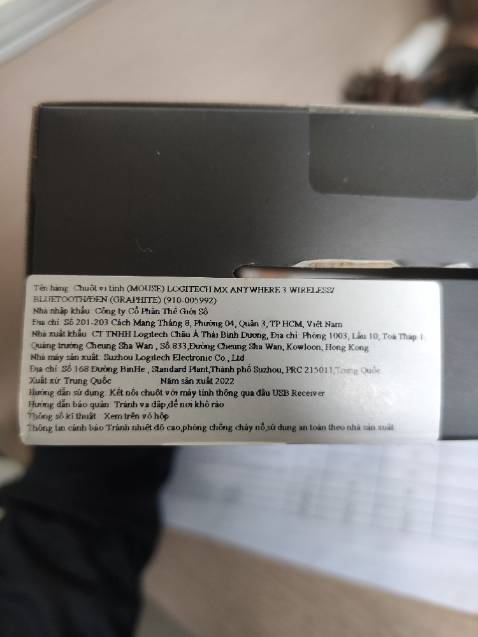 Tên hàng: Chuột vi tính (MOUSE) LOGITECH MX ANYWHERE 3 WIRELESS/
BLUETOOTH/ĐEN (GRAPHITE) (910-005992)
Nhà nhập khẩu: Công ty Cổ Phần Thế Giới Số
Địa chỉ: Số 201-203 Cách Mạng Tháng 8, Phường 04, Quận 3, TP HCM, Việt Nam
Nhà xuất khẩu: CT TNHH Logitech Châu Á Thái Bình Dương, Địa chỉ: Phòng 1003, Lầu 10, Toà Tháp 1
Quảng trường Cheung Sha Wan , Số 833,Đường Cheung Sha Wan, Kowloon, Hong Kong
Nhà máy sản xuất: Suzhou Logitech Electronic Co., Ltd
Địa chỉ: Số 168 Đường BinHe , Standard Plant,Thành phố Suzhou, PRC 215011,Trung Quốc
Xuất xứ: Trung Quốc Năm sản xuất 2022
Hướng dẫn sử dụng: Kết nối chuột với máy tính thông qua đầu USB Receiver
Hướng dẫn bảo quản: Tránh va đập,để nơi khô ráo
Thông số kĩ thuật: Xem trên vỏ hộp
Thông tin cảnh báo Tránh nhiệt độ cao,phòng chống cháy nổ,sử dụng an toàn theo nhà sản xuất